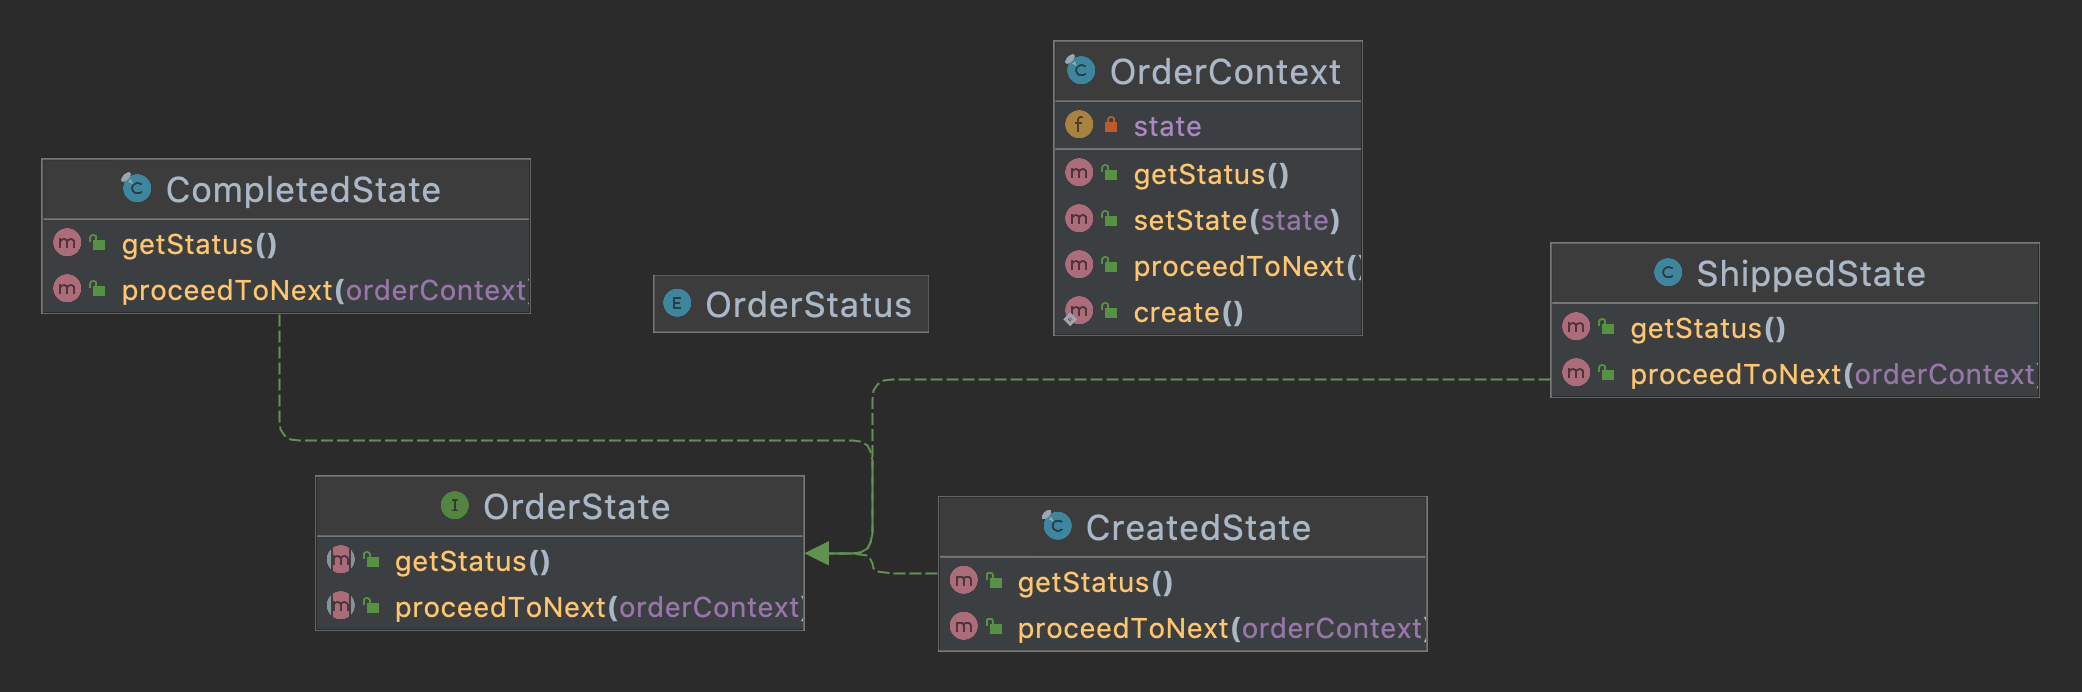 OrderContext
state
getStatus()
setState(state)
proceedToNext()
create()
CompletedState
getStatus()
proceedToNext(orderContext)
OrderStatus
ShippedState
getStatus()
proceedToNext(orderContext)
OrderState
getStatus()
proceedToNext(orderContext)
CreatedState
getStatus()
proceedToNext(orderContext)